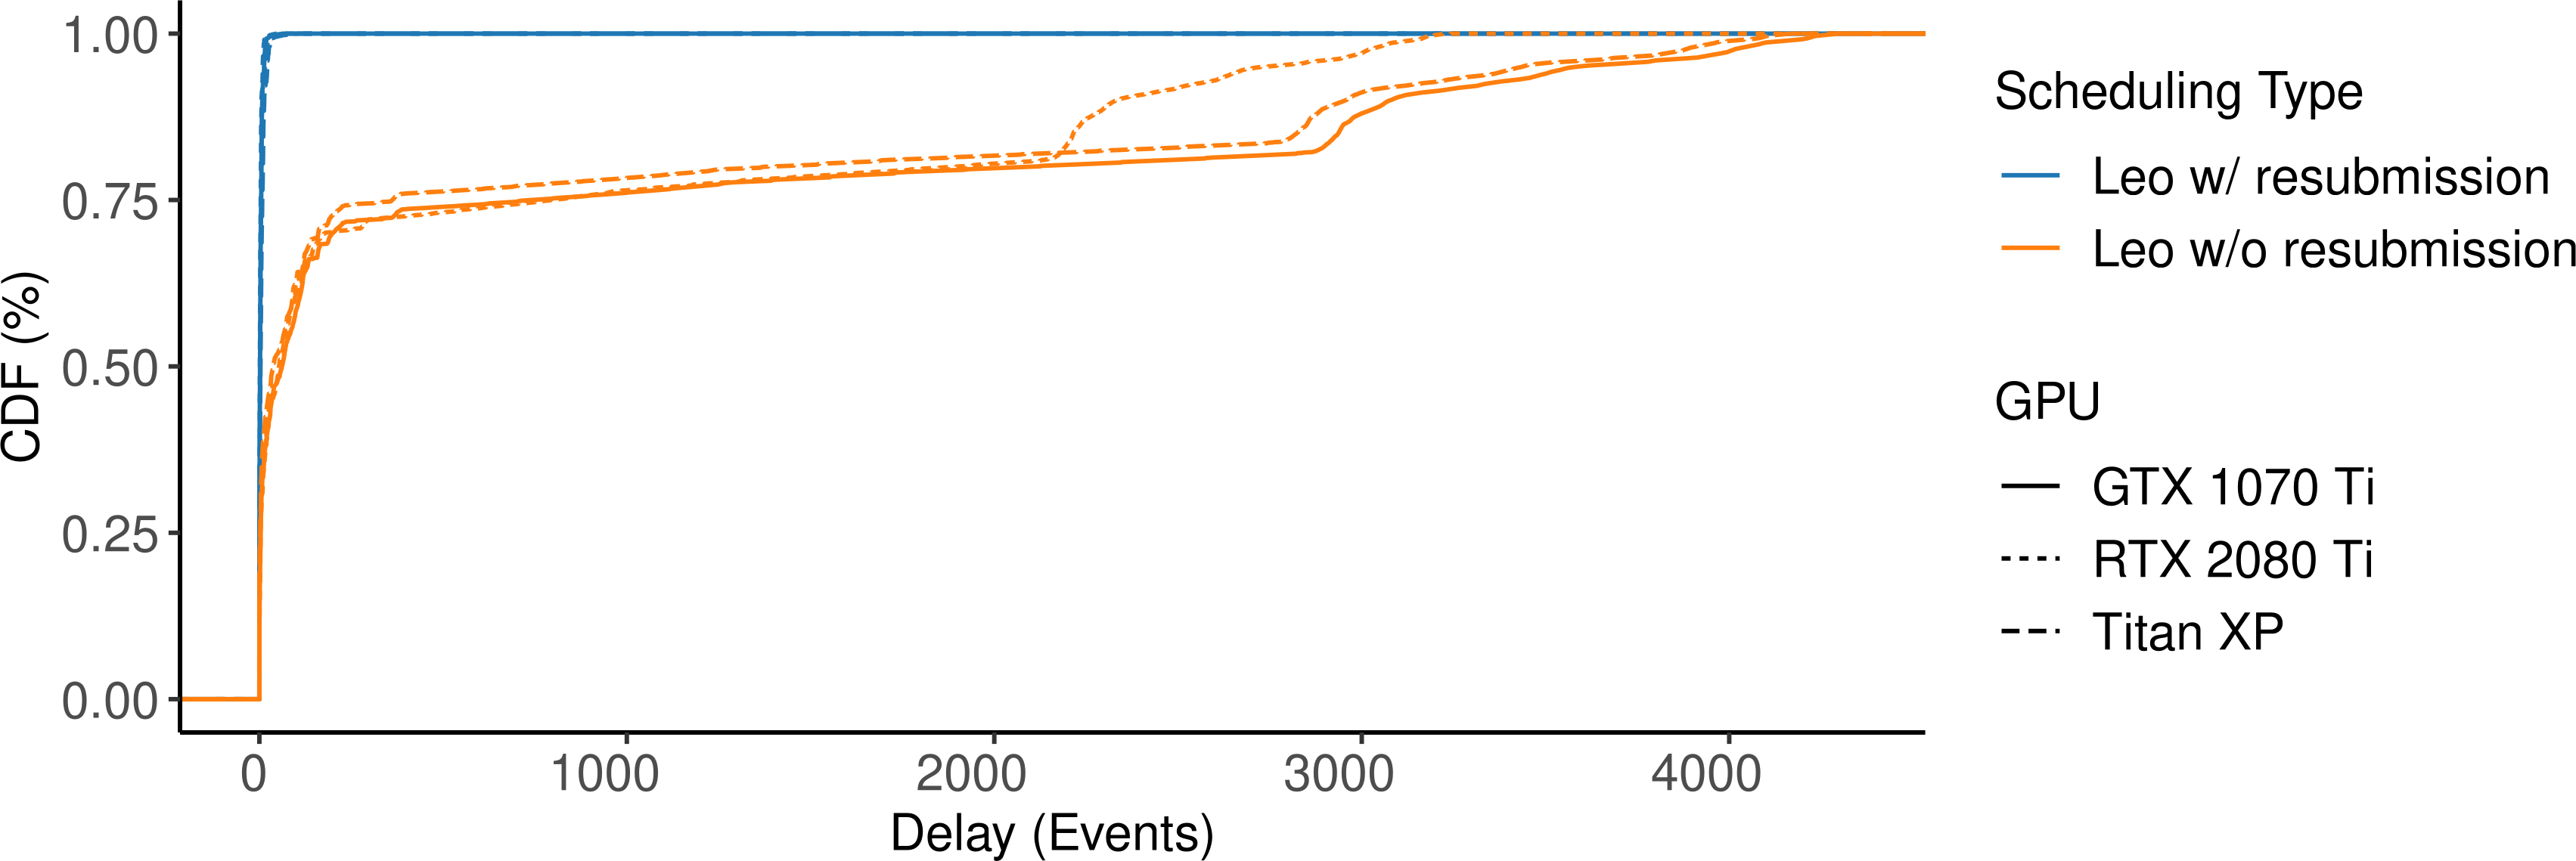 CDF (%)
1.00
0.75
0.50
0.25
0.00
0 1000 2000 3000 4000
Delay (Events)
Scheduling Type
Leo w/ resubmission
Leo w/o resubmission
GPU
GTX 1070 Ti
RTX 2080 Ti
Titan XP